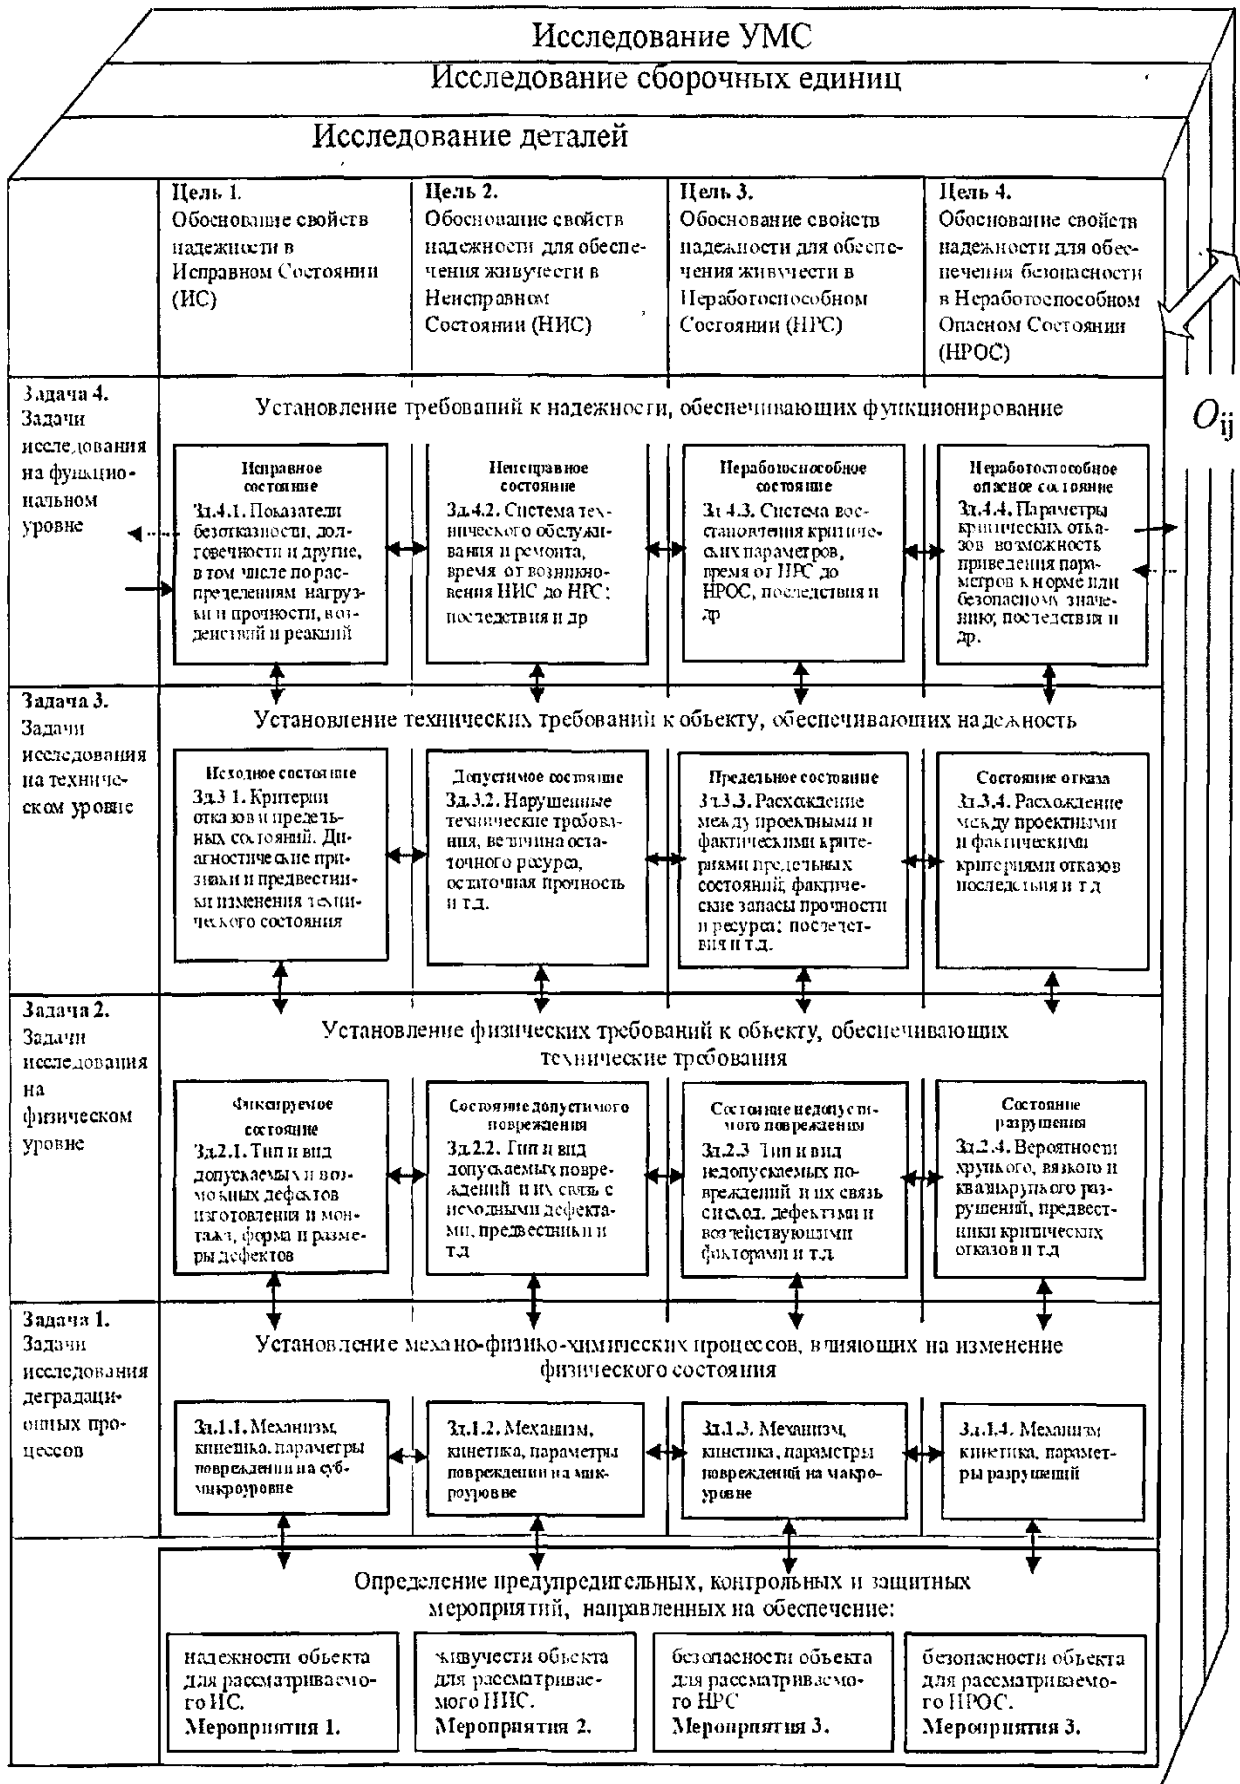 Исследование УМС
Исследование сборочных единиц
Исследование деталей
Цель 1.
Обоснование свойств
надежности в
Исправном Состоянии
(ИС)
Цель 2.
Обоснование свойств
надежности для обеспе-
чения живучести в
Неисправном
Состоянии (НИС)
Цель 3.
Обоснование свойств
надежности для обеспе-
чения живучести в
Неработоспособном
Состоянии (НРС)
Цель 4.
Обоснование свойств
надежности для обес-
печения безопасности
в Неработоспособном
Опасном Состоянии
(НРОС)
O ij
Задача 4.
Задачи
исследования
на функцио-
нальном
уровне
Установление требований к надежности, обеспечивающих функционирование
Исправное
состояние
Зд.4.1. Показатели
безотказности, дол-
говечности и другие,
в том числе по рас-
пределениям нагруз-
ки и прочности, воз-
действий и реакций
Неисправное
состояние
Зд.4.2. Система тех-
нического обслужи-
вания и ремонта,
время от возникно-
вения НИС до НРС;
последствия и др
Неработоспособное
состояние
Зд 4.3. Система вос-
становления крити-
ческих параметров,
время от НРС до
НРОС, последствия и
др
Неработоспособное
опасное состояние
Зд.4.4. Параметры
критических отка-
зов возможность
приведения пара-
метров к норме или
безопасному значе-
нию; последствия и
др.
Задача 3.
Задачи
исследования
на техниче-
ском уровне
Установление технических требований к объекту, обеспечивающих надежность
Исходное состояние
Зд.3 1. Критерии
отказов и предель-
ных состояний. Ди-
агностические при-
знаки и предвестни-
ки изменения техни-
ческого состояния
Допустимое состояние
Зд.3.2. Нарушенные
технические требова-
ния, величина оста-
точного ресурса,
остаточная прочность
и т.д.
Предельное состояние
Зд.3.3. Расхождение
между проектными и
фактическими крите-
риями предельных
состояний, фактиче-
ские запасы прочности
и ресурса; последст-
вия и т.д.
Состояние отказа
Зд.3.4. Расхождение
между проектными
и фактическими
критериями отказов
последствия и т.д
Задача 2.
Задачи
исследования
на
физическом
уровне
Установление физических требований к объекту, обеспечивающих
технические требования
Фиксируемое
состояние
Зд.2.1. Тип и вид
допускаемых и воз-
можных дефектов
изготовления и мон-
тажа, форма и разме-
ры дефектов
Состояние допустимого
повреждения
Зд.2.2. Тип и вид
допускаемых повре-
ждений и их связь с
исходными дефекта-
ми, предвестники и
т.д
Состояние недопусти-
мого повреждения
Зд.2.3 Тип и вид
недопускаемых по-
вреждений и их связь
с исход. дефектами и
воздействующими
факторами и т.д.
Состояние
разрушения
Зд.2.4. Вероятности
хрупкого, вязкого и
квазихрупкого раз-
рушений, предвест-
ники критических
отказов и т.д
Задача 1.
Задачи
исследования
деградаци-
онных про-
цессов
Установление механо-физико-химических процессов, влияющих на изменение
физического состояния
Зд.1.1. Механизм,
кинетика, параметры
повреждений на суб-
микроуровне
Зд.1.2. Механизм,
кинетика, параметры
повреждений на мик-
роуровне
Зд.1.3. Механизм,
кинетика, параметры
повреждений на макро-
уровне
Зд.1.4. Механизм
кинетика, парамет-
ры разрушений
Определение предупредительных, контрольных и защитных
мероприятий, направленных на обеспечение:
надежности объекта
для рассматриваемо-
го ИС.
Мероприятия 1.
живучести объекта
для рассматривае-
мого НИС.
Мероприятия 2.
безопасности объекта
для рассматриваемо-
го НРС
Мероприятия 3.
безопасности объекта
для рассматриваемо-
го НРОС.
Мероприятия 3.